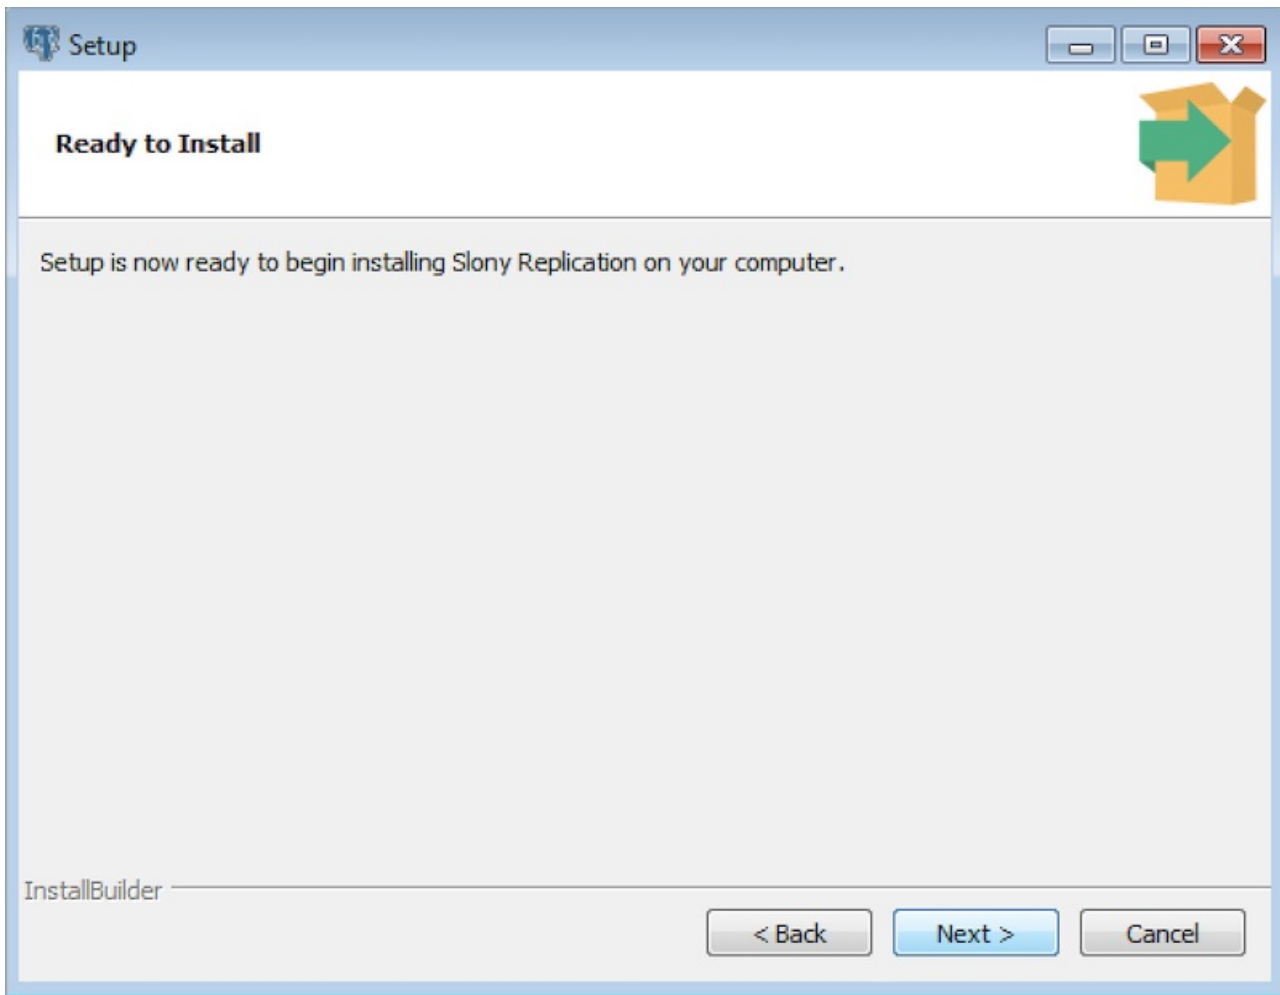 Setup
Ready to Install
Setup is now ready to begin installing Slony Replication on your computer.
InstallBuilder
< Back
Next >
Cancel